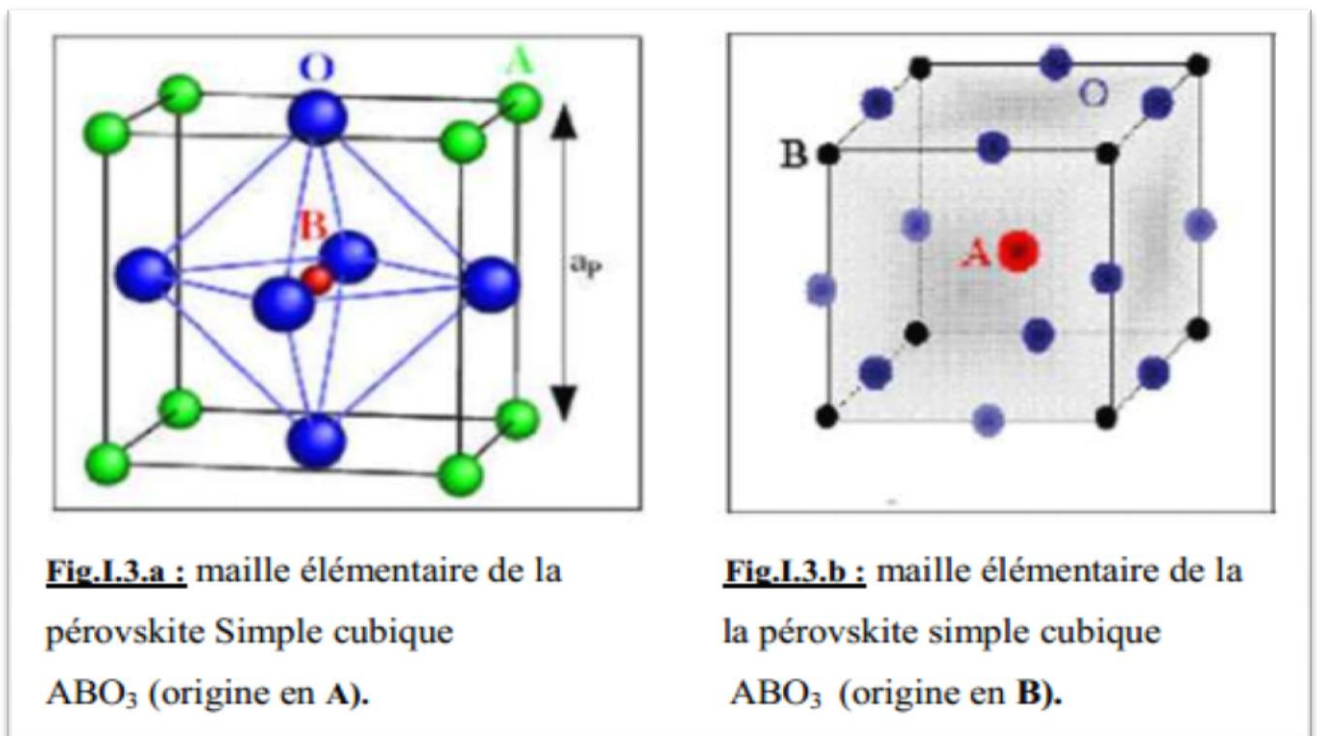 O
A
B
aₚ
B
O
A
Fig.I.3.a : maille élémentaire de la
pérovskite Simple cubique
ABO₃ (origine en A).
Fig.I.3.b : maille élémentaire de la
la pérovskite simple cubique
ABO₃ (origine en B).